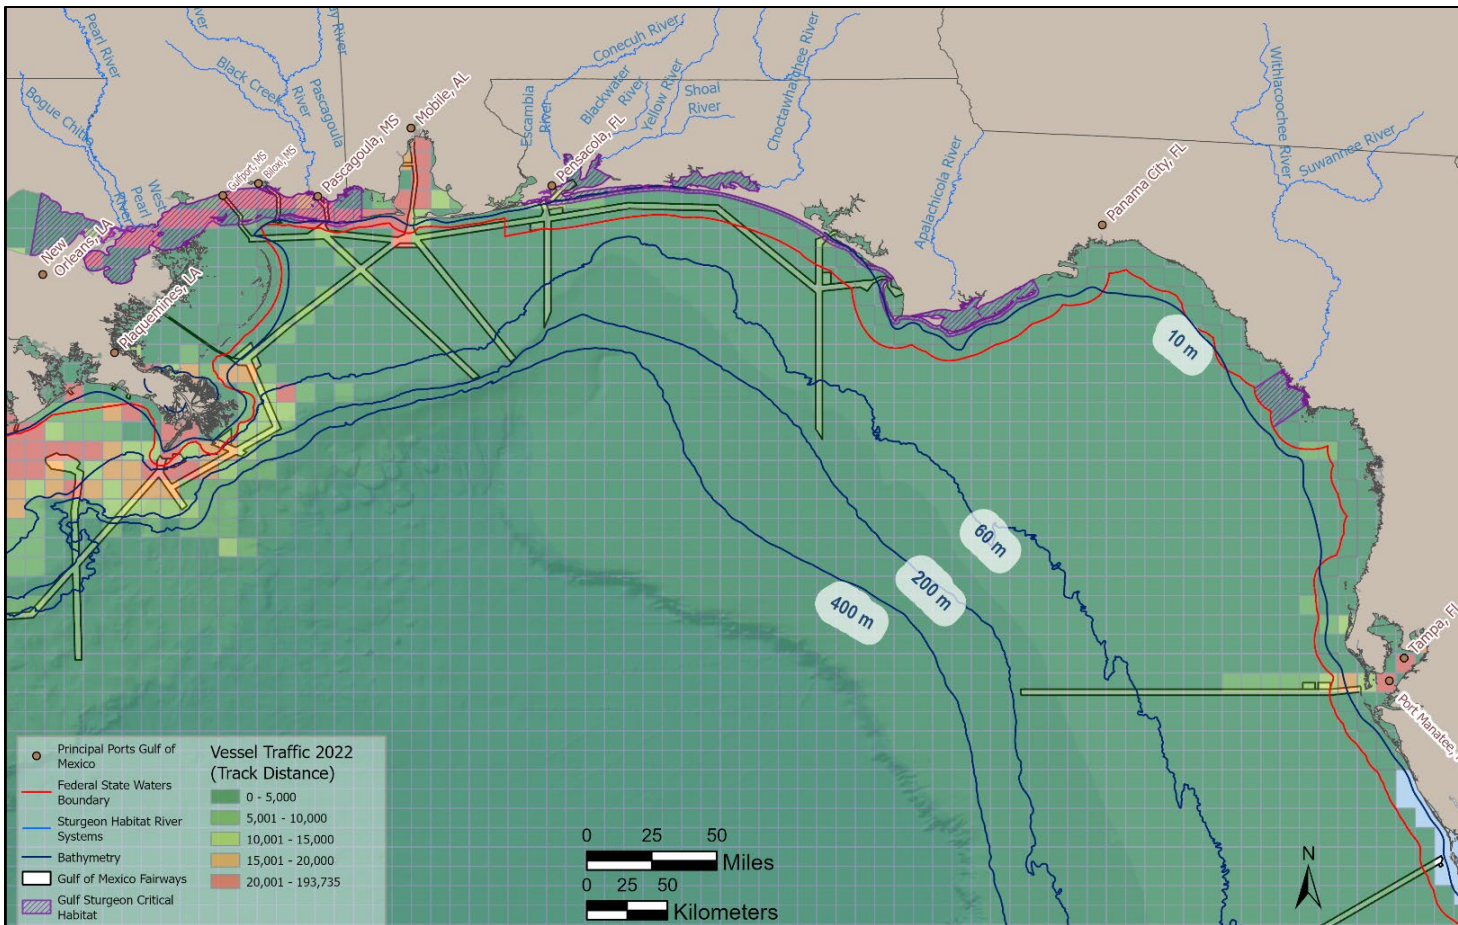 Pearl River
River
Bogue Chitto
Black Creek
River
Pascagoula
West
Pearl
River
New
Orleans, LA
Plaquemines, LA
Gulfport, MS
Biloxi, MS
Pascagoula, MS
Mobile, AL
Escambia
River
Conecuh River
Blackwater
River
Yellow River
Shoal
River
Pensacola, FL
Choctawhatchee River
Apalachicola River
Panama City, FL
Withlacoochee River
Suwannee River
10 m
60 m
200 m
400 m
Tampa, FL
Port Manatee,
Principal Ports Gulf of
Mexico
Federal State Waters
Boundary
Sturgeon Habitat River
Systems
Bathymetry
Gulf of Mexico Fairways
Gulf Sturgeon Critical
Habitat
Vessel Traffic 2022
(Track Distance)
0 - 5,000
5,001 - 10,000
10,001 - 15,000
15,001 - 20,000
20,001 - 193,735
0 25 50
Miles
0 25 50
Kilometers
N